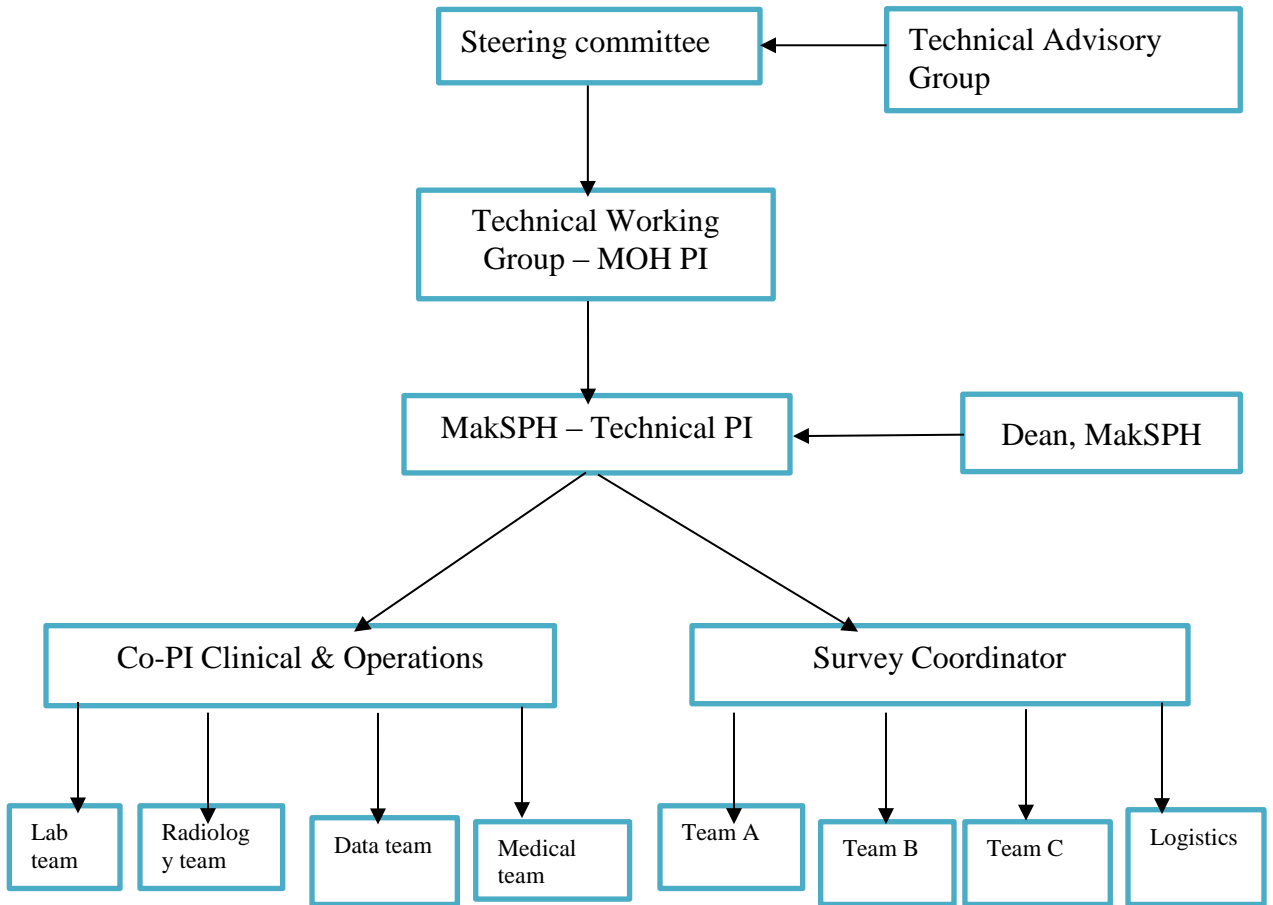 Steering committee
Technical Advisory
Group
Technical Working
Group – MOH PI
MakSPH – Technical PI
Dean, MakSPH
Co-PI Clinical & Operations
Survey Coordinator
Lab
team
Radiolog
y team
Data team
Medical
team
Team A
Team B
Team C
Logistics